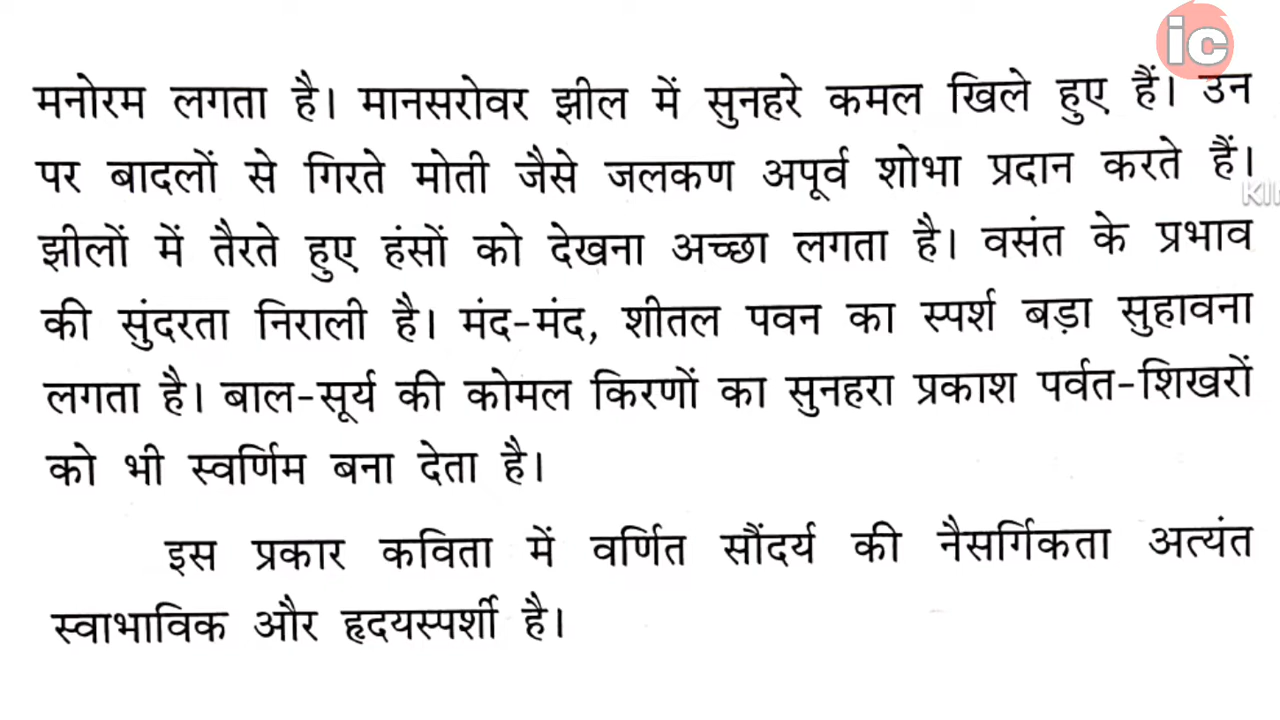 ic
मनोरम लगता है। मानसरोवर झील में सुनहरे कमल खिले हुए हैं। उन
पर बादलों से गिरते मोती जैसे जलकण अपूर्व शोभा प्रदान करते हैं।
KIN
झीलों में तैरते हुए हंसों को देखना अच्छा लगता है। वसंत के प्रभाव
की सुंदरता निराली है। मंद-मंद, शीतल पवन का स्पर्श बड़ा सुहावना
लगता है। बाल-सूर्य की कोमल किरणों का सुनहरा प्रकाश पर्वत-शिखरों
को भी स्वर्णिम बना देता है।
इस प्रकार कविता में वर्णित सौंदर्य की नैसर्गिकता अत्यंत
स्वाभाविक और हृदयस्पर्शी है।